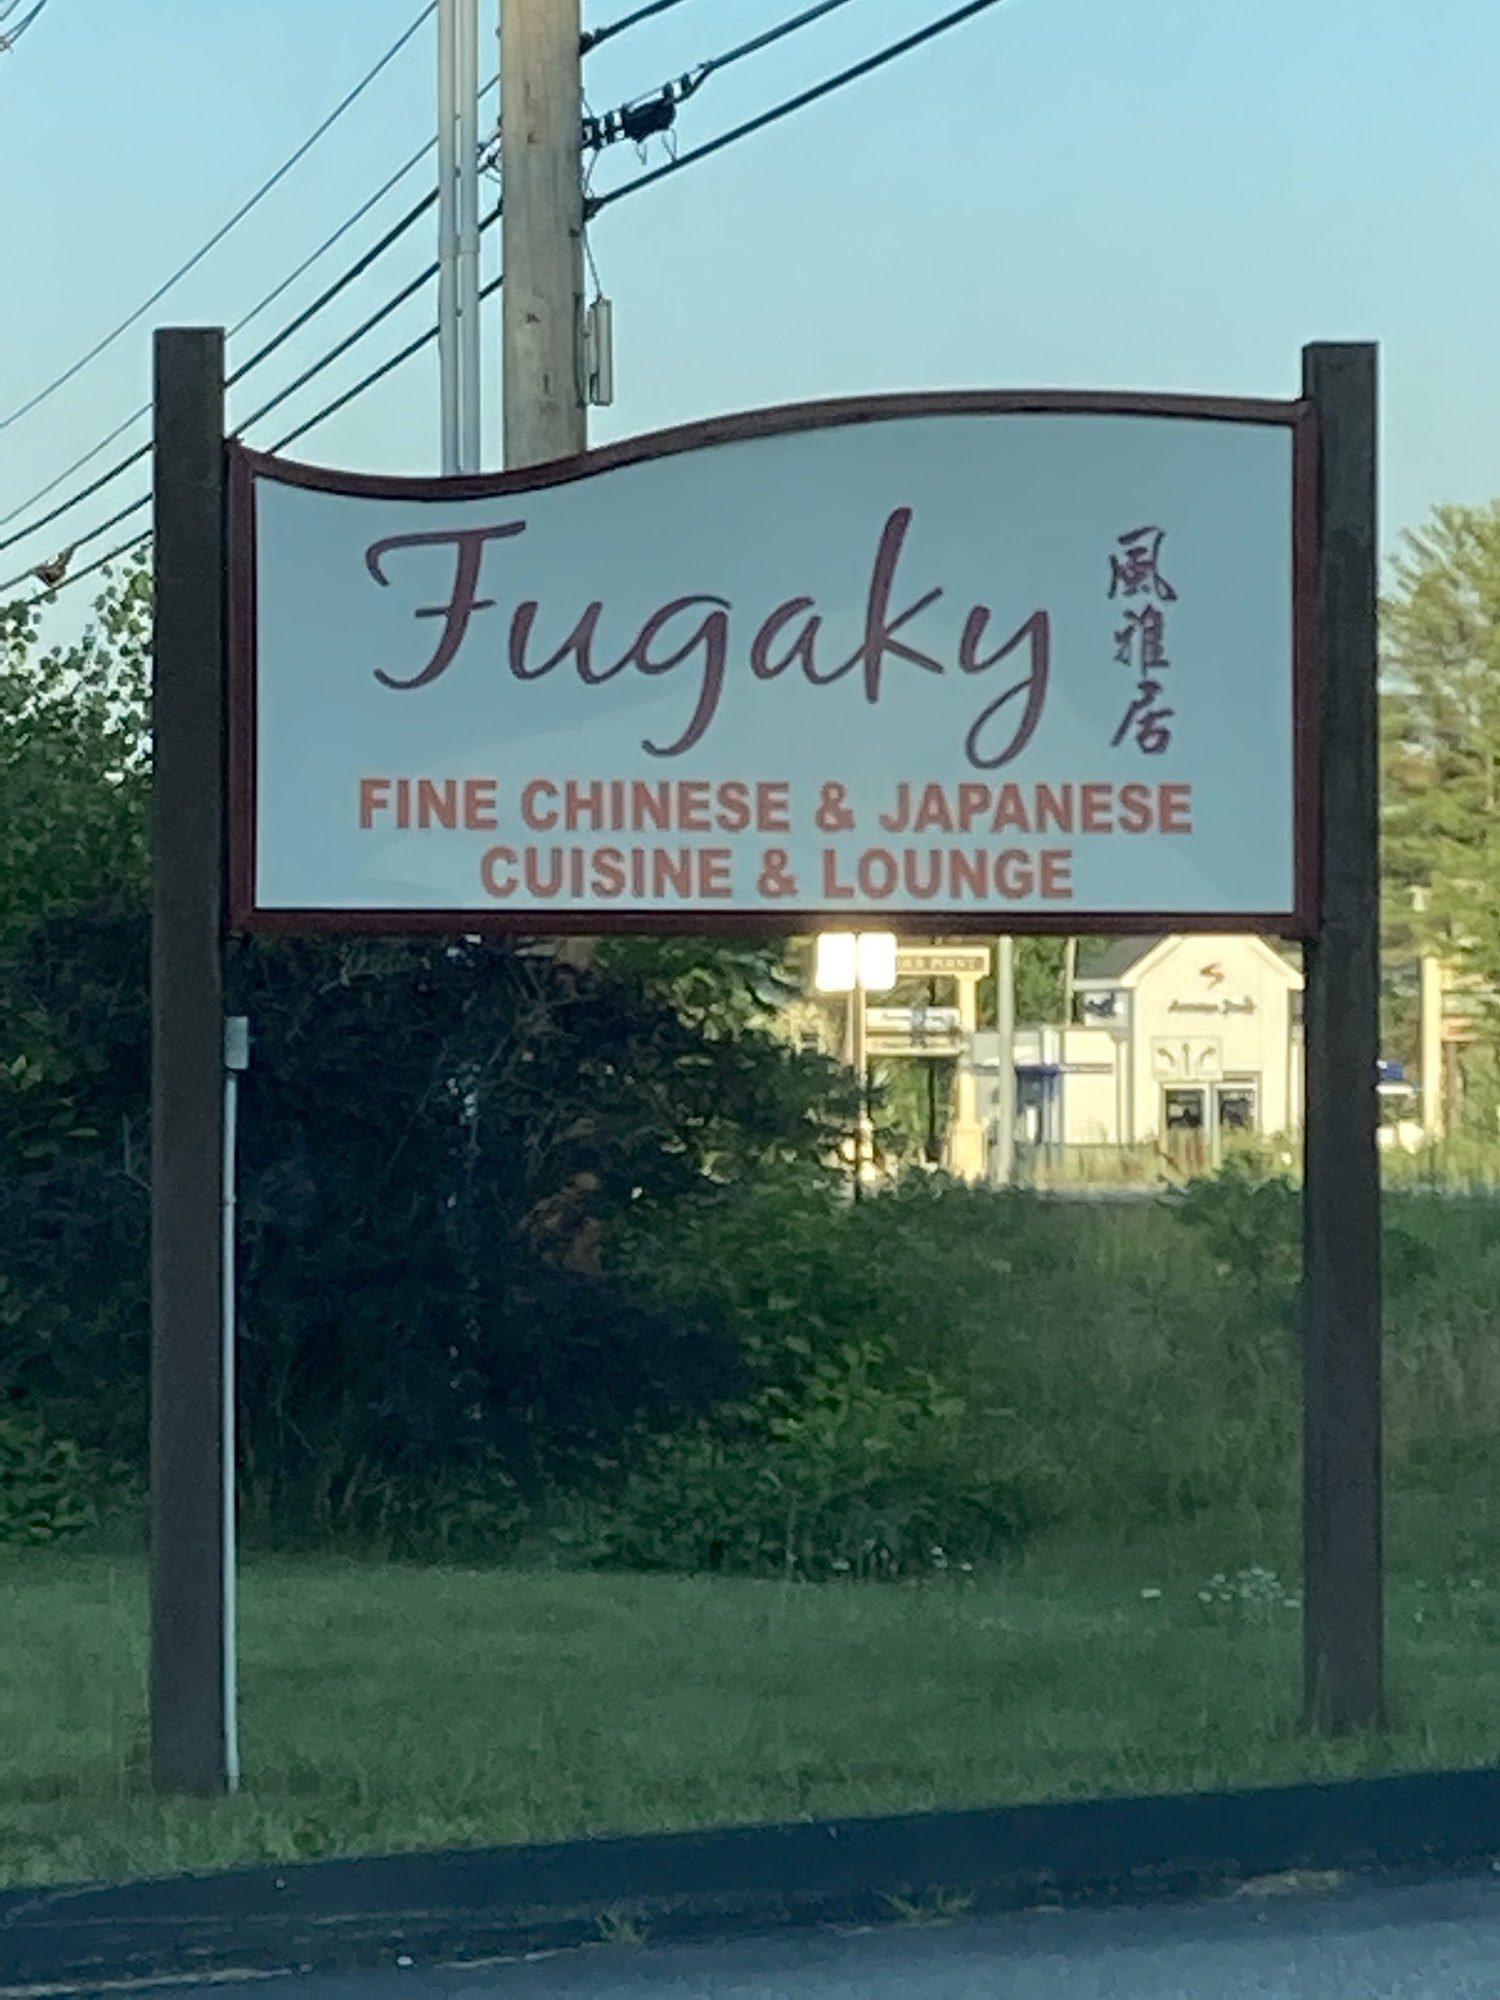 Fugaky
風雅居
FINE CHINESE & JAPANESE
CUISINE & LOUNGE